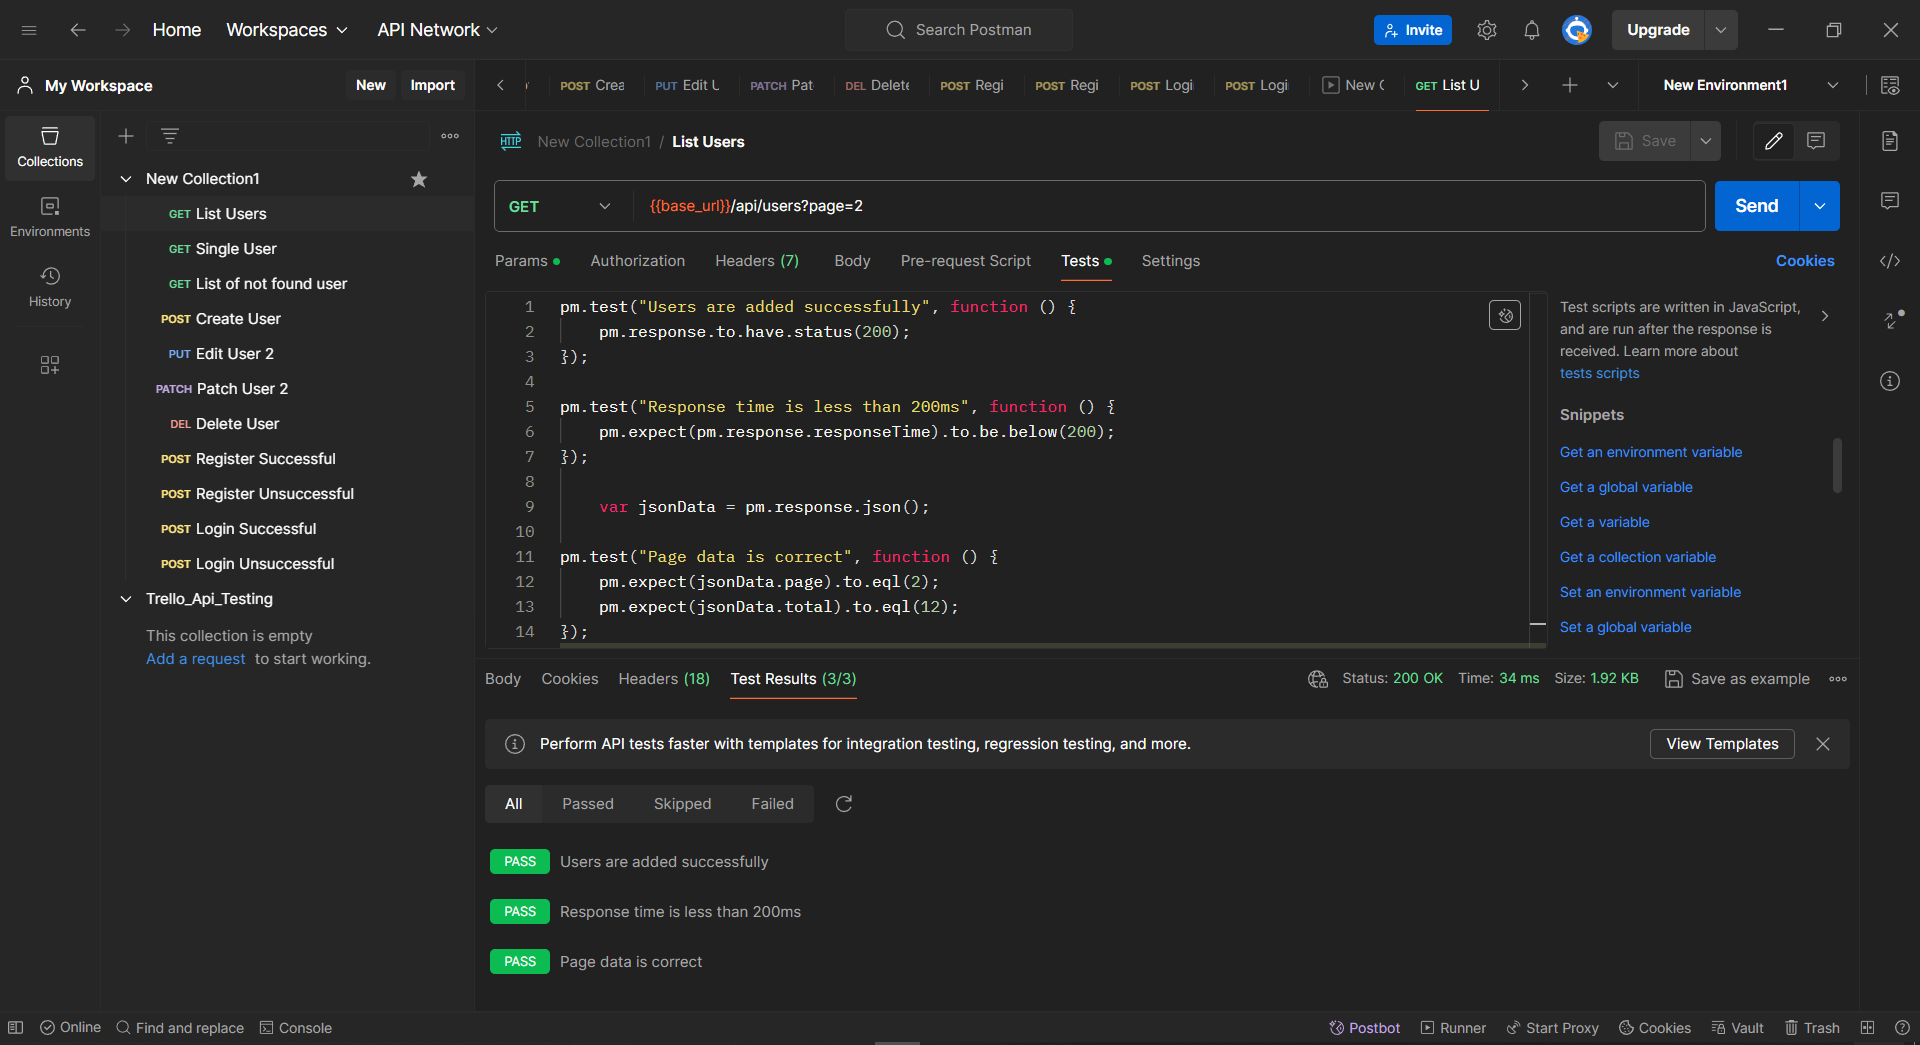 Home
Workspaces
API Network
Search Postman
Invite
Upgrade
My Workspace
New
Import
POST Crea
PUT Edit U
PATCH Pat
DEL Delete
POST Regi
POST Regi
POST Logi
POST Logi
New C
GET List U
New Environment1
Collections
Environments
History
New Collection1
GET List Users
GET Single User
GET List of not found user
POST Create User
PUT Edit User 2
PATCH Patch User 2
DEL Delete User
POST Register Successful
POST Register Unsuccessful
POST Login Successful
POST Login Unsuccessful
Trello_Api_Testing
This collection is empty
Add a request to start working.
HTTP New Collection1 / List Users
Save
GET
{{base_url}}/api/users?page=2
Send
Params
Authorization
Headers (7)
Body
Pre-request Script
Tests
Settings
Cookies
1 pm.test("Users are added successfully", function () {
2 pm.response.to.have.status(200);
3 });
4
5 pm.test("Response time is less than 200ms", function () {
6 pm.expect(pm.response.responseTime).to.be.below(200);
7 });
8
9 var jsonData = pm.response.json();
10
11 pm.test("Page data is correct", function () {
12 pm.expect(jsonData.page).to.eql(2);
13 pm.expect(jsonData.total).to.eql(12);
14 });
Test scripts are written in JavaScript,
and are run after the response is
received. Learn more about
tests scripts
Snippets
Get an environment variable
Get a global variable
Get a variable
Get a collection variable
Set an environment variable
Set a global variable
Body
Cookies
Headers (18)
Test Results (3/3)
Status: 200 OK
Time: 34 ms
Size: 1.92 KB
Save as example
Perform API tests faster with templates for integration testing, regression testing, and more.
View Templates
All
Passed
Skipped
Failed
PASS Users are added successfully
PASS Response time is less than 200ms
PASS Page data is correct
Online
Find and replace
Console
Postbot
Runner
Start Proxy
Cookies
Vault
Trash